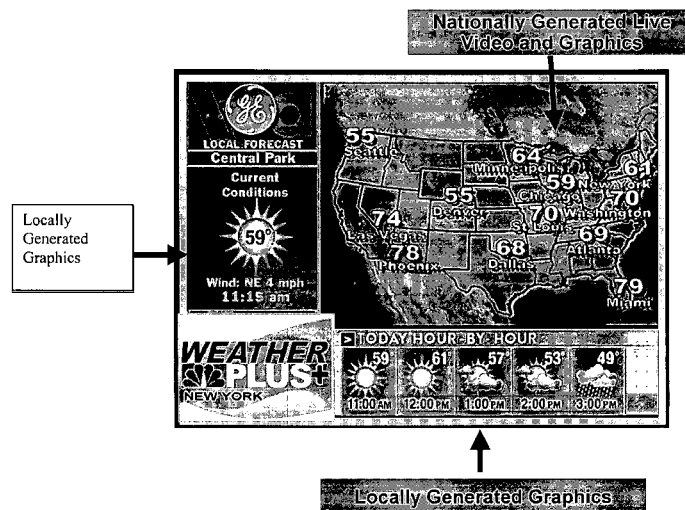 Nationally Generated Live
Video and Graphics
Locally
Generated
Graphics
GE
LOCAL FORECAST
Central Park
Current
Conditions
59°
Wind: NE 4 mph
11:15 am
55
Seattle
64
Minneapolis
61
New York
59
Chicago
70
Washington
55
Denver
70
St. Louis
74
Las Vegas
69
Atlanta
68
Dallas
78
Phoenix
79
Miami
WEATHER
PLUS+
NEW YORK
> TODAY HOUR BY HOUR
59° 61° 57° 53° 49°
11:00 AM 12:00 PM 1:00 PM 2:00 PM 3:00 PM
Locally Generated Graphics